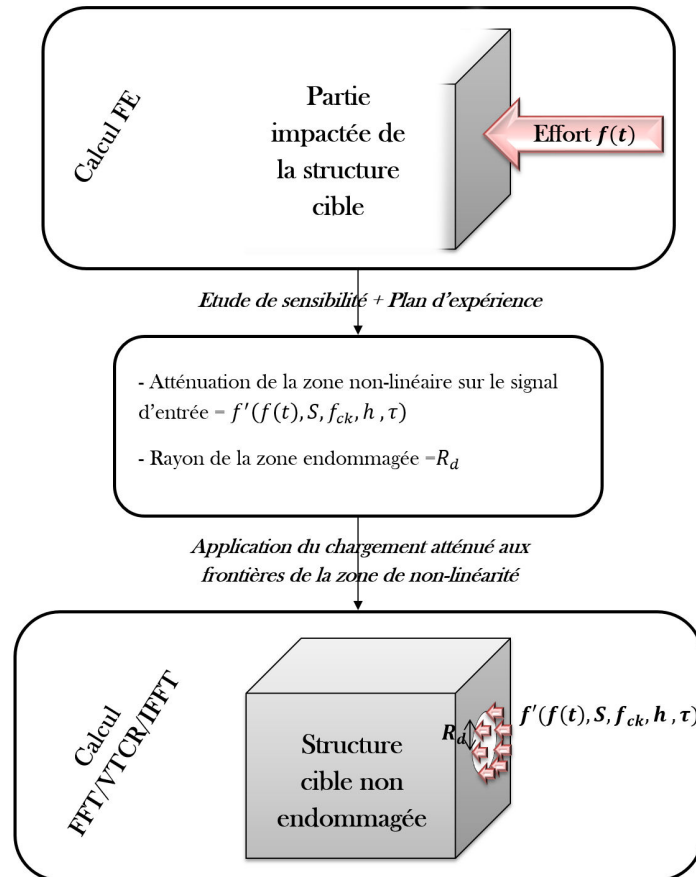 Calcul FE
Partie
impactée de
la structure
cible
Effort f(t)
Etude de sensibilité + Plan d'expérience
- Atténuation de la zone non-linéaire sur le signal
d'entrée = f'(f(t), S, f_ck, h , τ)
- Rayon de la zone endommagée =R_d
Application du chargement atténué aux
frontières de la zone de non-linéarité
Calcul
FFT/VTCR/IFFT
Structure
cible non
endommagée
R_d
f'(f(t), S, f_ck, h , τ)